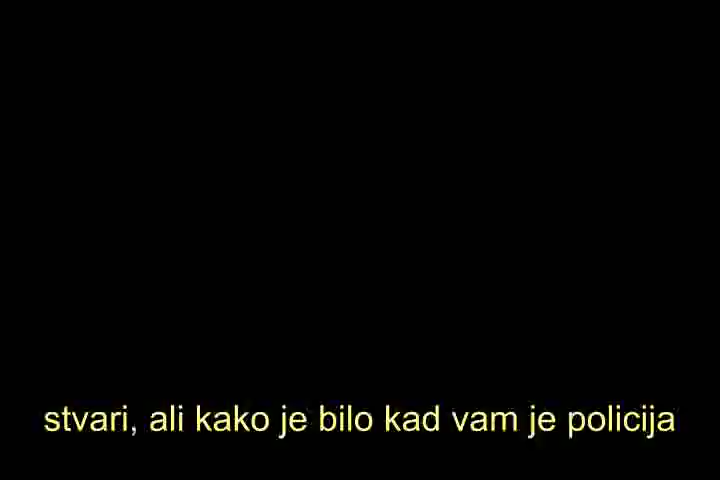 stvari, ali kako je bilo kad vam je policija